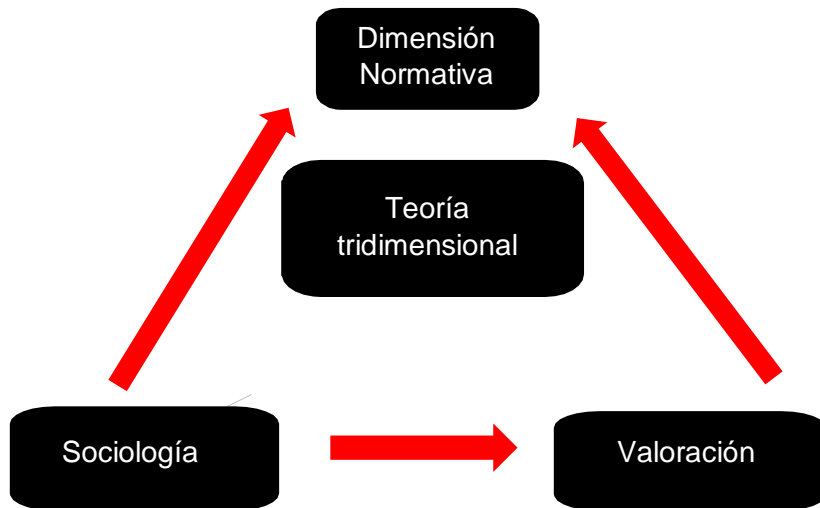 Dimensión
Normativa
Teoría
tridimensional
Sociología
Valoración